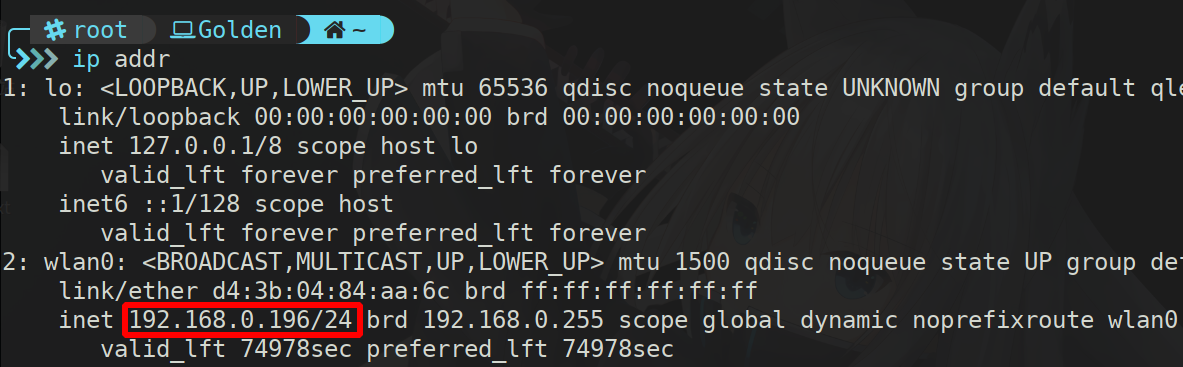 root Golden ~
ip addr
1: lo: <LOOPBACK,UP,LOWER_UP> mtu 65536 qdisc noqueue state UNKNOWN group default qle
link/loopback 00:00:00:00:00:00 brd 00:00:00:00:00:00
inet 127.0.0.1/8 scope host lo
valid_lft forever preferred_lft forever
inet6 ::1/128 scope host
valid_lft forever preferred_lft forever
2: wlan0: <BROADCAST,MULTICAST,UP,LOWER_UP> mtu 1500 qdisc noqueue state UP group def
link/ether d4:3b:04:84:aa:6c brd ff:ff:ff:ff:ff:ff
inet 192.168.0.196/24 brd 192.168.0.255 scope global dynamic noprefixroute wlan0
valid_lft 74978sec preferred_lft 74978sec